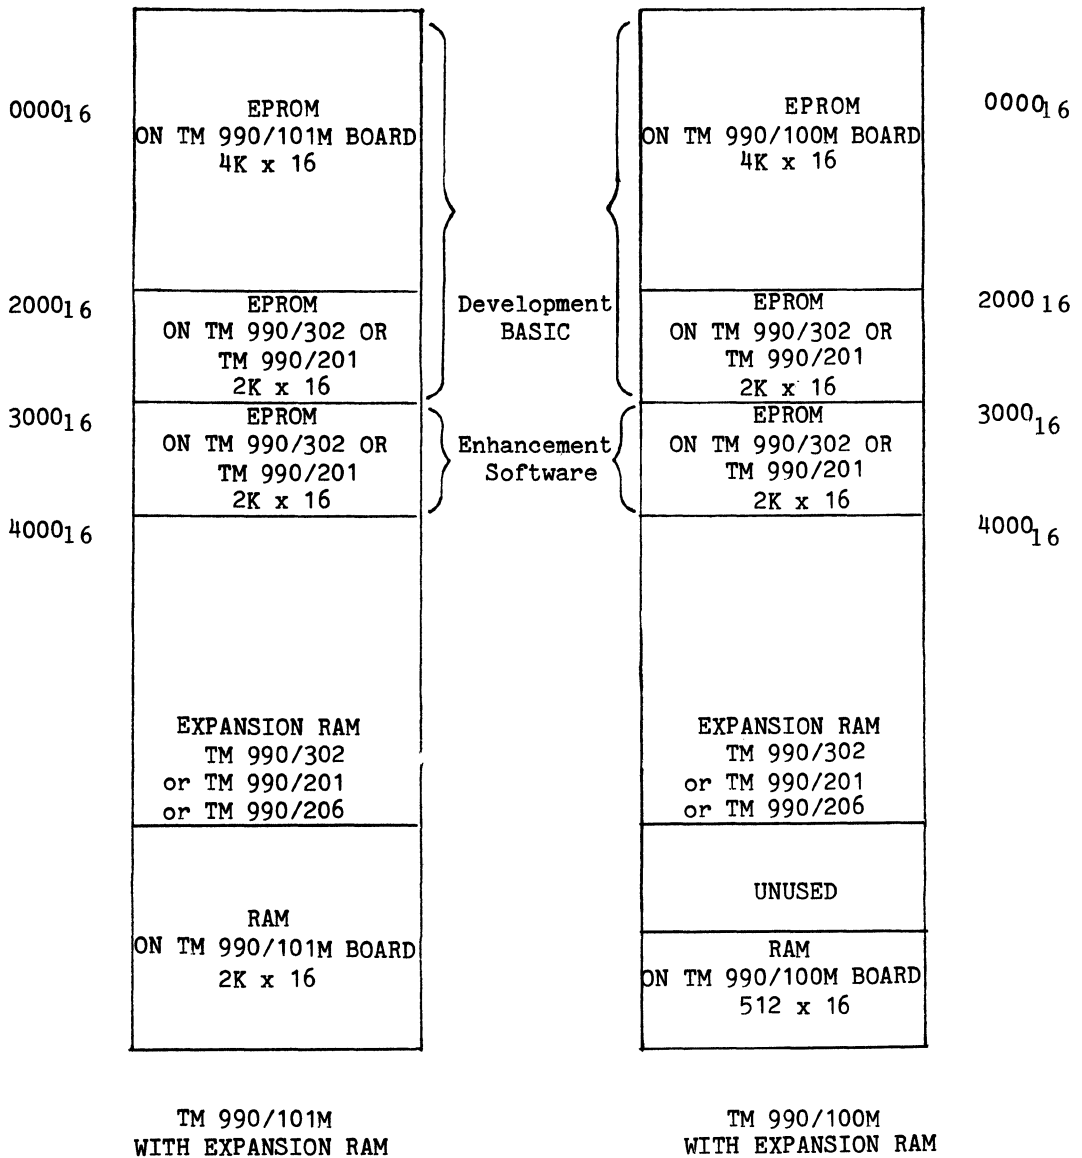 0000₁₆
EPROM
ON TM 990/101M BOARD
4K x 16
2000₁₆
EPROM
ON TM 990/302 OR
TM 990/201
2K x 16
3000₁₆
EPROM
ON TM 990/302 OR
TM 990/201
2K x 16
4000₁₆
EXPANSION RAM
TM 990/302
or TM 990/201
or TM 990/206
RAM
ON TM 990/101M BOARD
2K x 16
TM 990/101M
WITH EXPANSION RAM
Development
BASIC
Enhancement
Software
EPROM
ON TM 990/100M BOARD
4K x 16
0000₁₆
EPROM
ON TM 990/302 OR
TM 990/201
2K x 16
2000₁₆
EPROM
ON TM 990/302 OR
TM 990/201
2K x 16
3000₁₆
4000₁₆
EXPANSION RAM
TM 990/302
or TM 990/201
or TM 990/206
UNUSED
RAM
ON TM 990/100M BOARD
512 x 16
TM 990/100M
WITH EXPANSION RAM